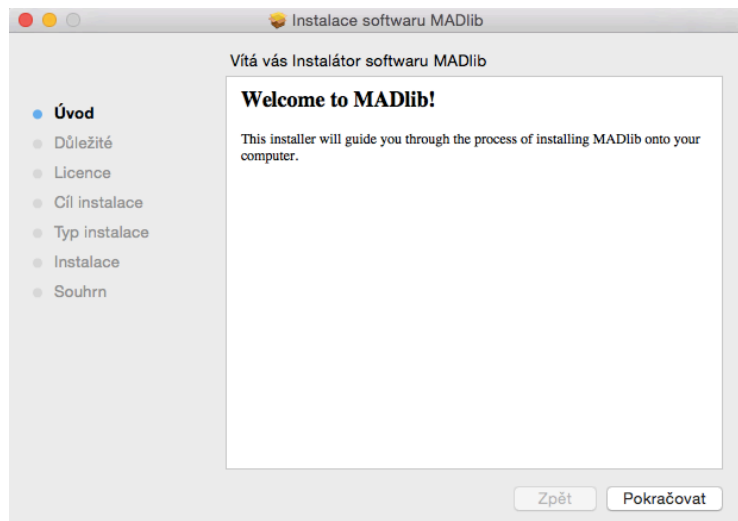 Instalace softwaru MADlib
Vítá vás Instalátor softwaru MADlib
Úvod
Důležité
Licence
Cíl instalace
Typ instalace
Instalace
Souhrn
Welcome to MADlib!
This installer will guide you through the process of installing MADlib onto your
computer.
Zpět
Pokračovat